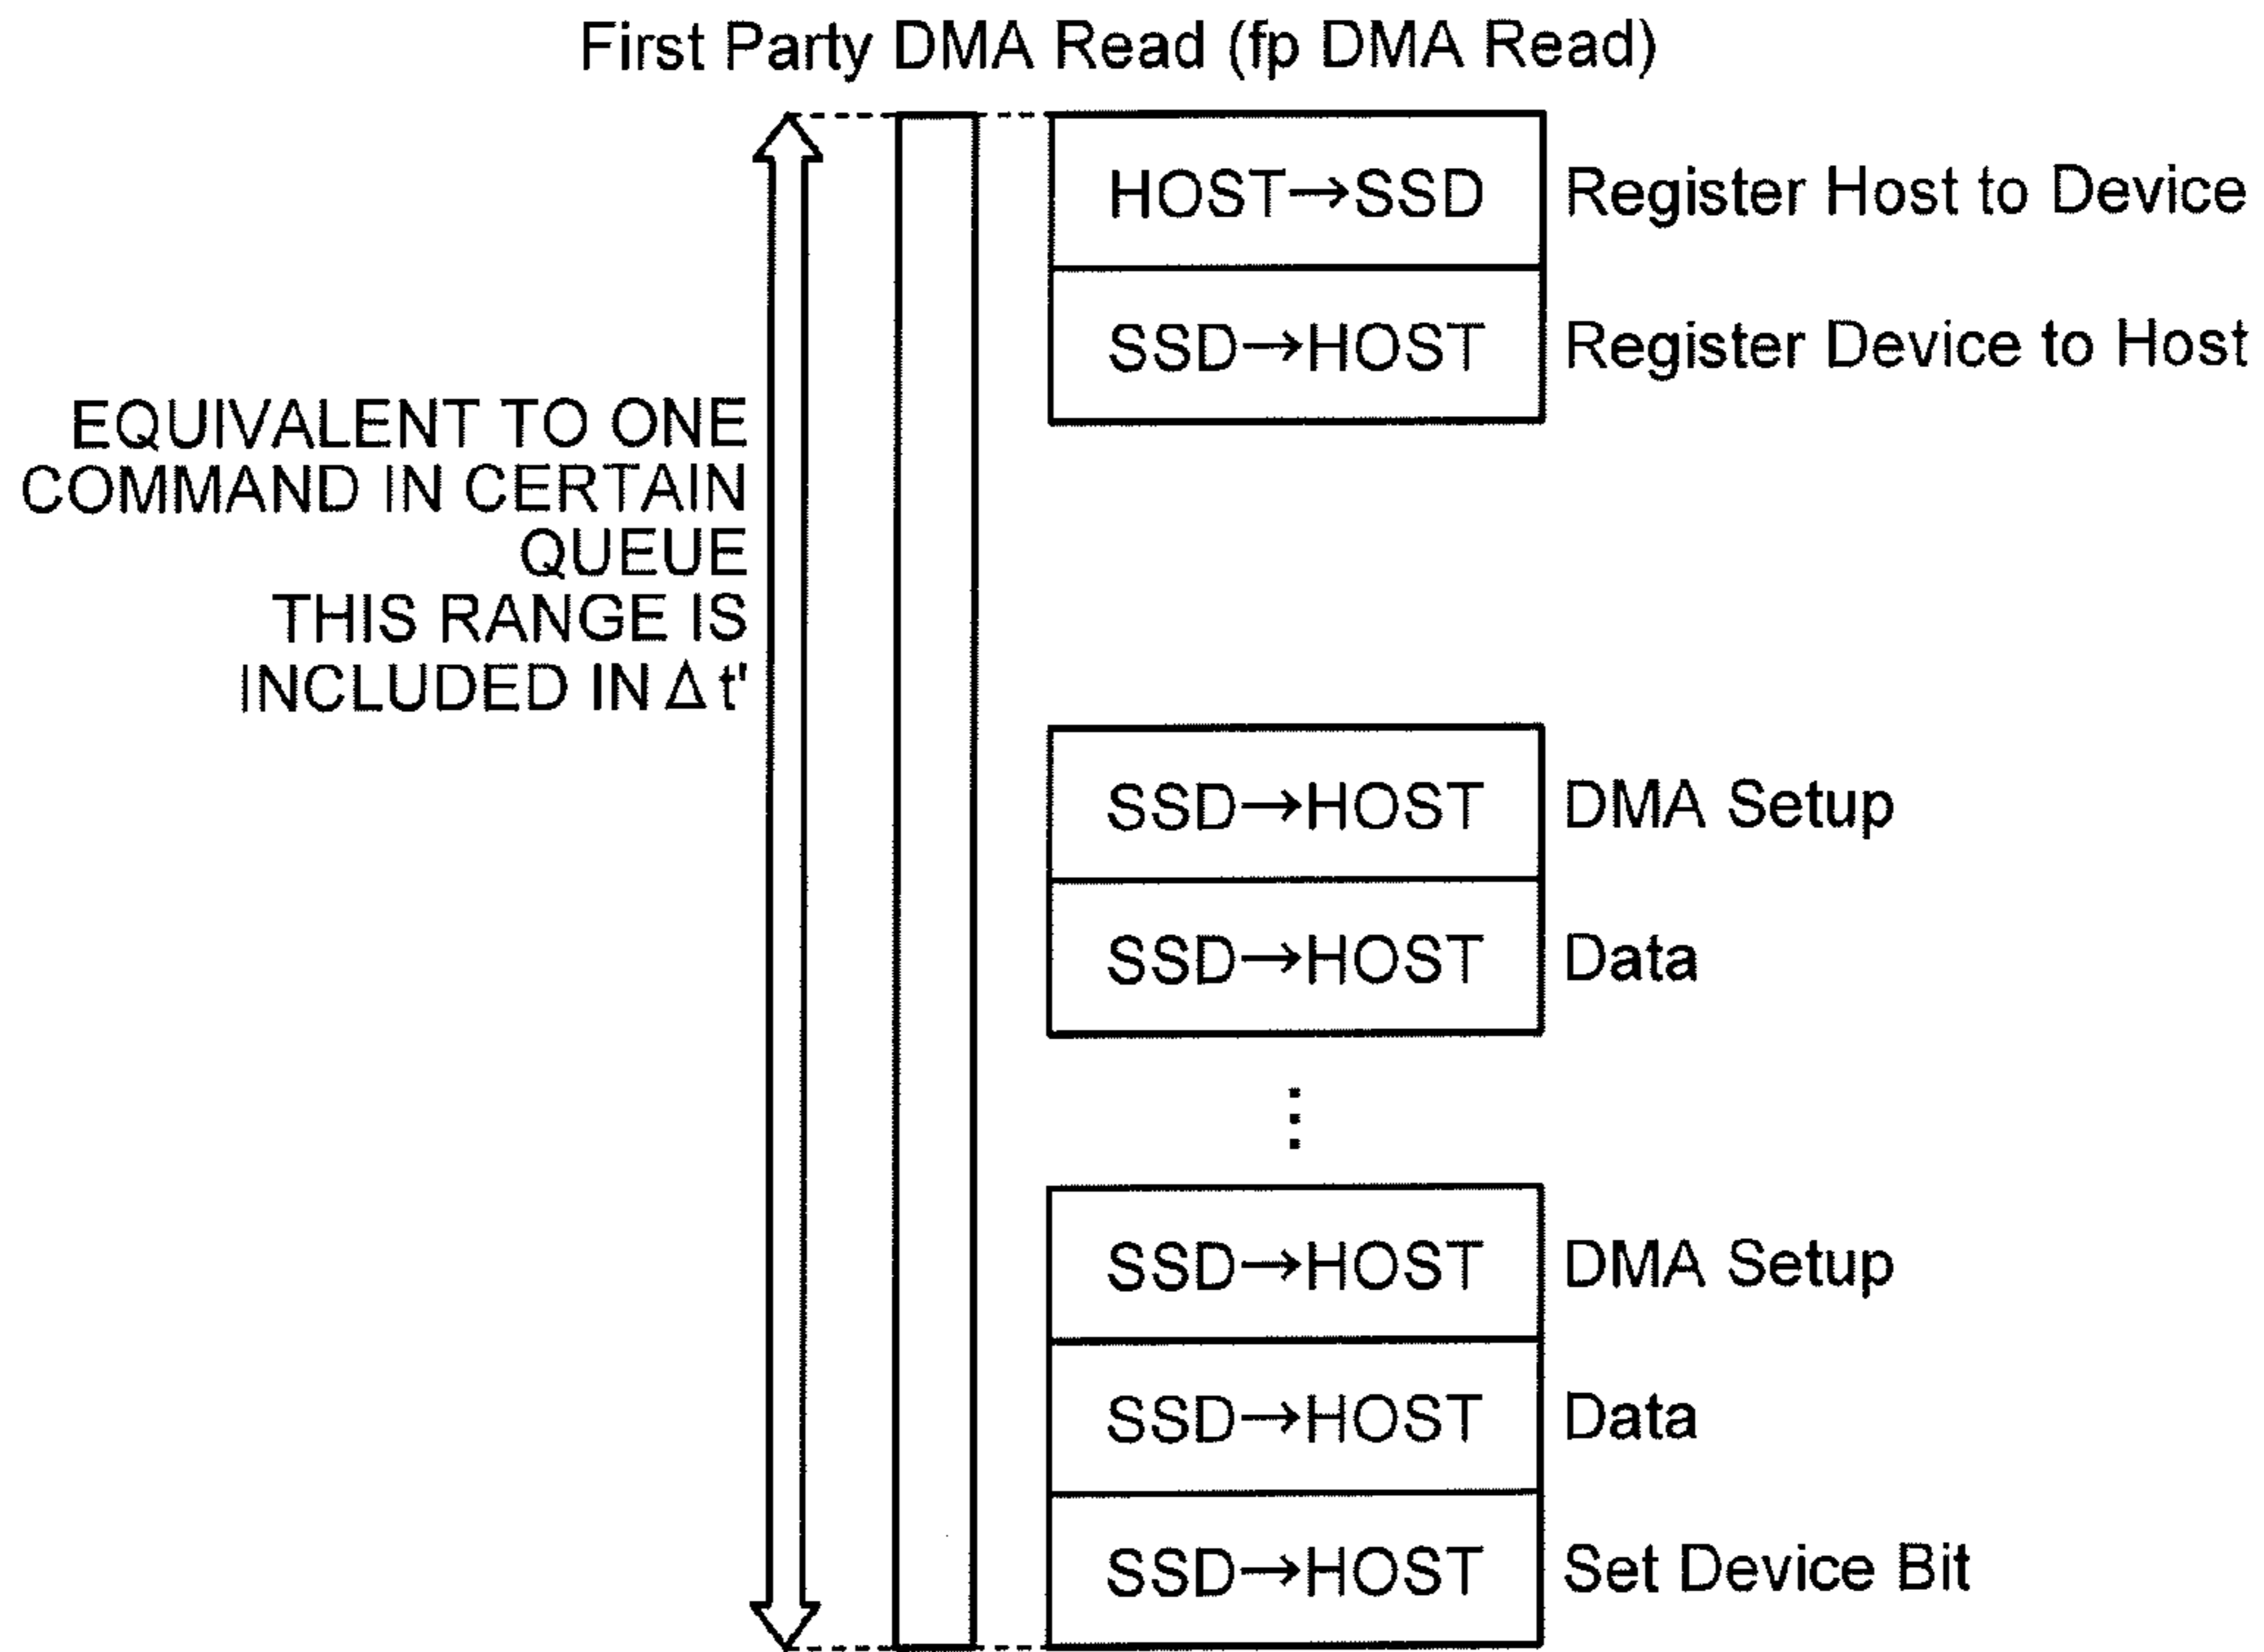 First Party DMA Read (fp DMA Read)
HOST→SSD Register Host to Device
SSD→HOST Register Device to Host
EQUIVALENT TO ONE
COMMAND IN CERTAIN
QUEUE
THIS RANGE IS
INCLUDED IN Δt'
SSD→HOST DMA Setup
SSD→HOST Data
⋮
SSD→HOST DMA Setup
SSD→HOST Data
SSD→HOST Set Device Bit